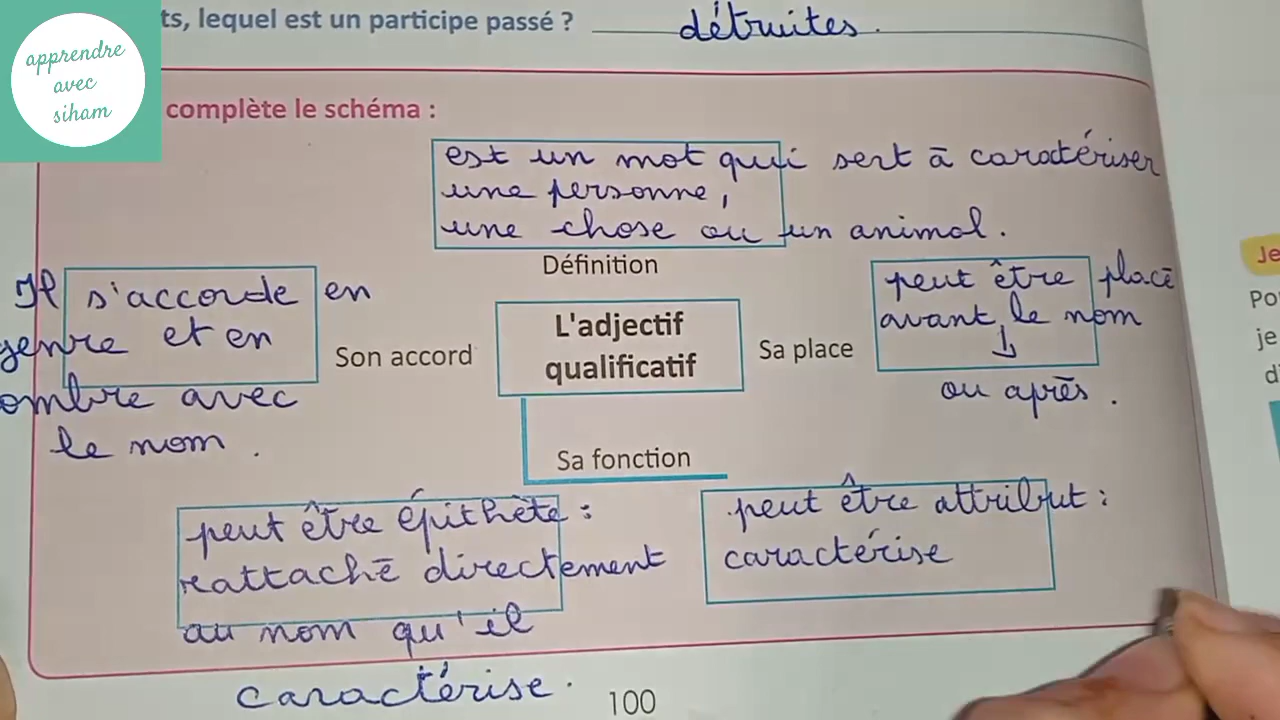 apprendre
avec
siham
ts, lequel est un participe passé ? détruites.
complète le schéma :
est un mot qui sert à caractériser
une personne,
une chose ou un animal.
Définition
Il s'accorde en
genre et en
ombre avec
le nom.
Son accord
L'adjectif
qualificatif
Sa place
peut être placé
avant le nom
ou après.
Sa fonction
peut être épithète :
rattaché directement
au nom qu'il
caractérise.
peut être attribut :
caractérise
100
Je
Po
je
d